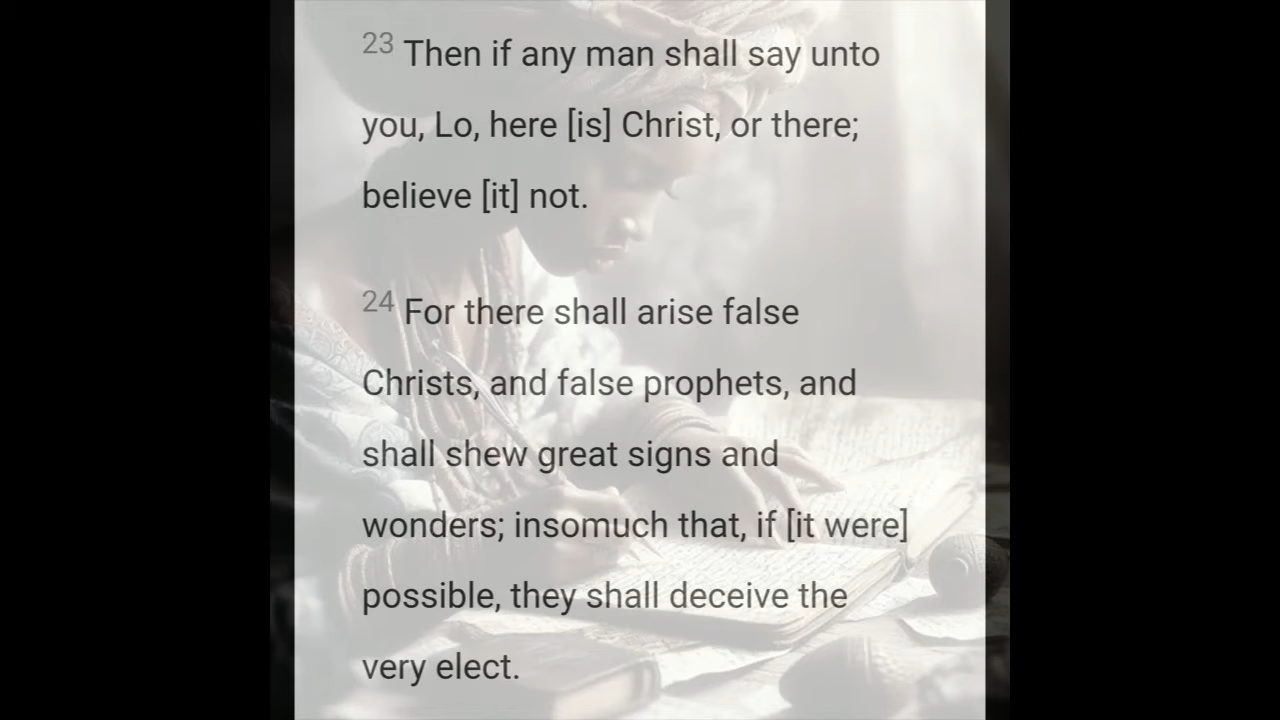 23 Then if any man shall say unto
you, Lo, here [is] Christ, or there;
believe [it] not.
24 For there shall arise false
Christs, and false prophets, and
shall shew great signs and
wonders; insomuch that, if [it were]
possible, they shall deceive the
very elect.